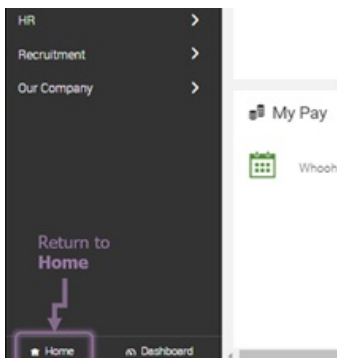 HR
Recruitment
Our Company
My Pay
Whooh
Return to
Home
Home
Dashboard